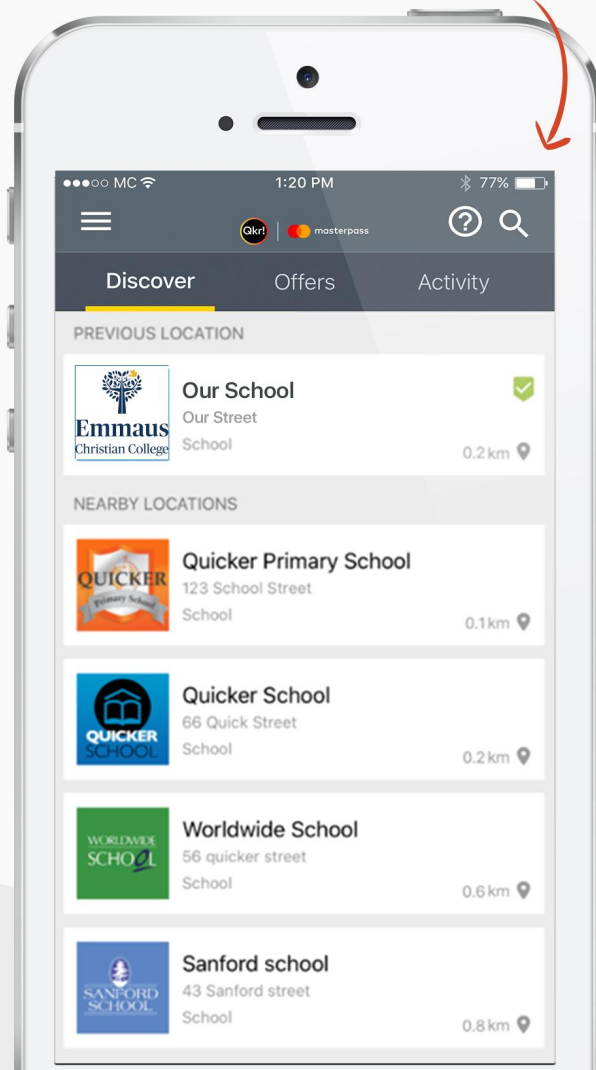 MC 1:20 PM 77%
Qkr! masterpass
Discover Offers Activity
PREVIOUS LOCATION
Emmaus
Christian College
Our School
Our Street
School
0.2 km
NEARBY LOCATIONS
QUICKER
Primary School
Quicker Primary School
123 School Street
School
0.1 km
QUICKER
SCHOOL
Quicker School
66 Quick Street
School
0.2 km
WORLDWIDE
SCHOOL
Worldwide School
56 quicker street
School
0.6 km
SANFORD
SCHOOL
Sanford school
43 Sanford street
School
0.8 km